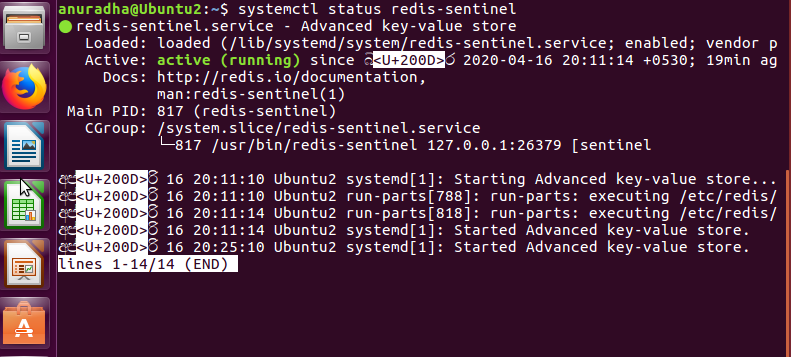 anuradha@Ubuntu2:~$ systemctl status redis-sentinel
● redis-sentinel.service - Advanced key-value store
Loaded: loaded (/lib/systemd/system/redis-sentinel.service; enabled; vendor p
Active: active (running) since <U+200D> 2020-04-16 20:11:14 +0530; 19min ag
Docs: http://redis.io/documentation,
man:redis-sentinel(1)
Main PID: 817 (redis-sentinel)
CGroup: /system.slice/redis-sentinel.service
└─817 /usr/bin/redis-sentinel 127.0.0.1:26379 [sentinel
<U+200D> 16 20:11:10 Ubuntu2 systemd[1]: Starting Advanced key-value store...
<U+200D> 16 20:11:10 Ubuntu2 run-parts[788]: run-parts: executing /etc/redis/
<U+200D> 16 20:11:14 Ubuntu2 run-parts[818]: run-parts: executing /etc/redis/
<U+200D> 16 20:11:14 Ubuntu2 systemd[1]: Started Advanced key-value store.
<U+200D> 16 20:25:10 Ubuntu2 systemd[1]: Started Advanced key-value store.
lines 1-14/14 (END)